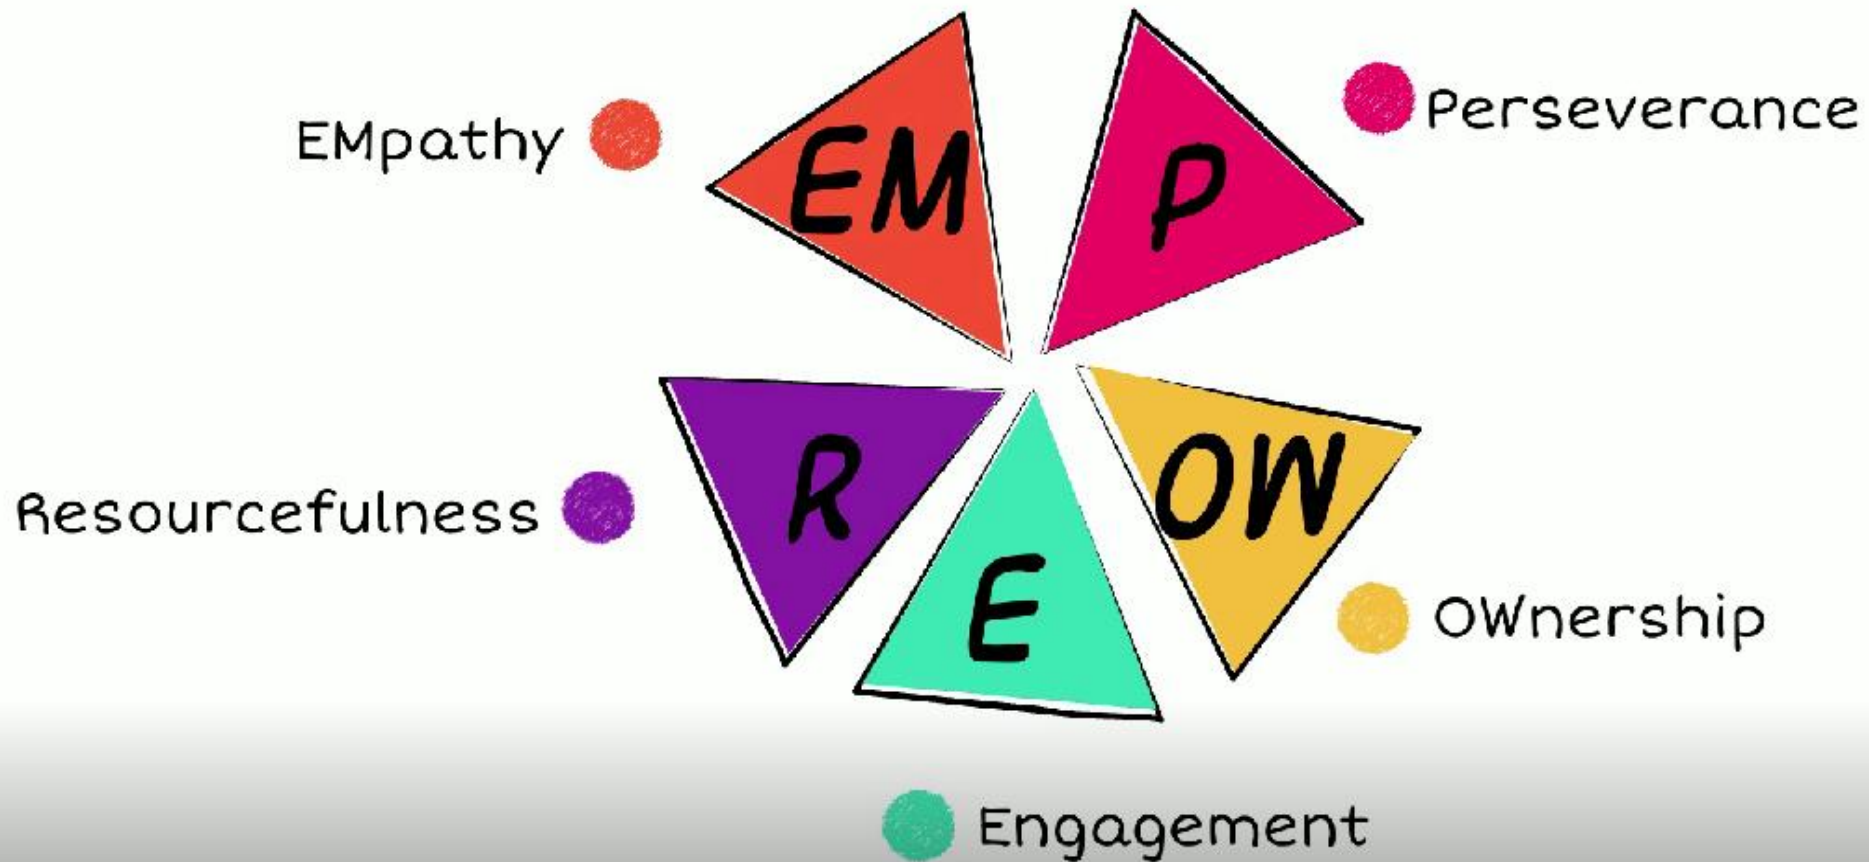 EMpathy
EM
P
Perseverance
Resourcefulness
R
E
OW
OWnership
Engagement